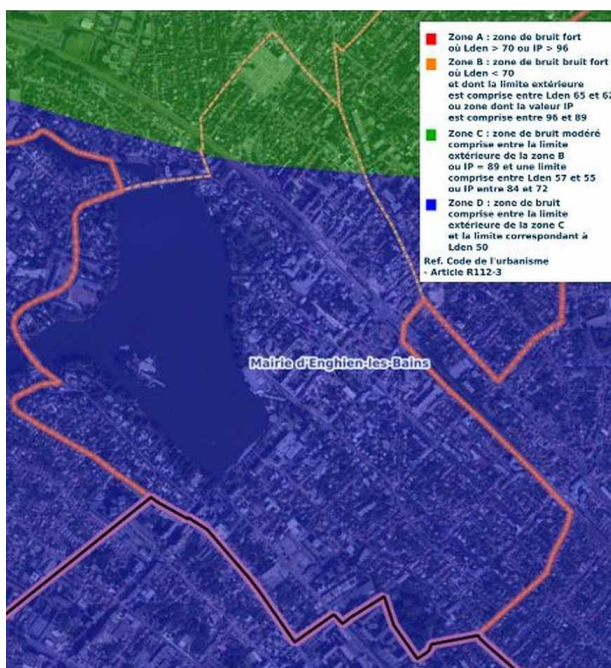 Zone A : zone de bruit fort
où Lden > 70 ou IP > 96
Zone B : zone de bruit bruit fort
où Lden < 70
et dont la limite extérieure
est comprise entre Lden 65 et 62
ou zone dont la valeur IP
est comprise entre 96 et 89
Zone C : zone de bruit modéré
comprise entre la limite
extérieure de la zone B
ou IP = 89 et une limite
comprise entre Lden 57 et 55
ou IP entre 84 et 72
Zone D : zone de bruit
comprise entre la limite
extérieure de la zone C
et la limite correspondant à
Lden 50
Ref. Code de l'urbanisme
- Article R112-3
Mairie d'Enghien-les-Bains